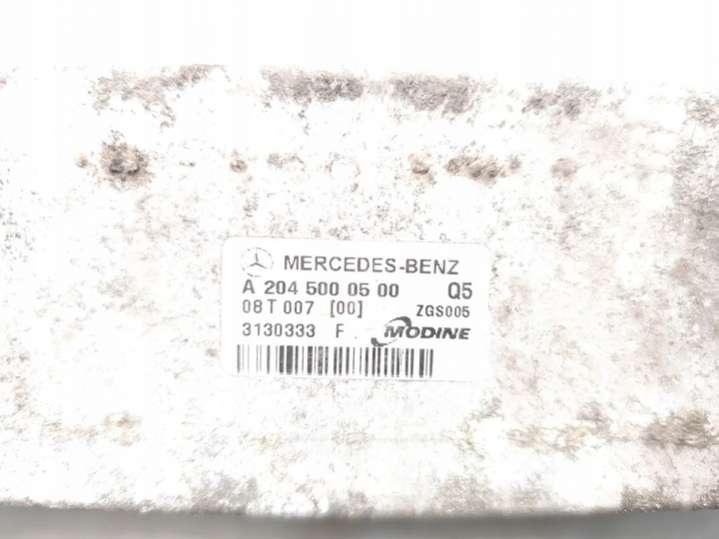 MERCEDES-BENZ
A 204 500 05 00 Q5
08 T 007 [00] ZGS005
3130333 F MODINE